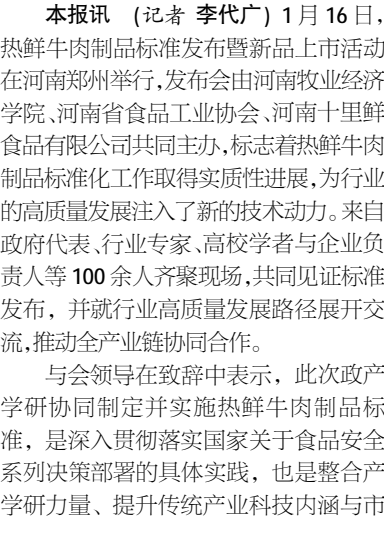 本报讯 (记者 李代广) 1月16日,
热鲜牛肉制品标准发布暨新品上市活动
在河南郑州举行,发布会由河南牧业经济
学院、河南省食品工业协会、河南十里鲜
食品有限公司共同主办,标志着热鲜牛肉
制品标准化工作取得实质性进展,为行业
的高质量发展注入了新的技术动力。来自
政府代表、行业专家、高校学者与企业负
责人等100余人齐聚现场,共同见证标准
发布，并就行业高质量发展路径展开交
流,推动全产业链协同合作。
与会领导在致辞中表示，此次政产
学研协同制定并实施热鲜牛肉制品标
准，是深入贯彻落实国家关于食品安全
系列决策部署的具体实践，也是整合产
学研力量、提升传统产业科技内涵与市